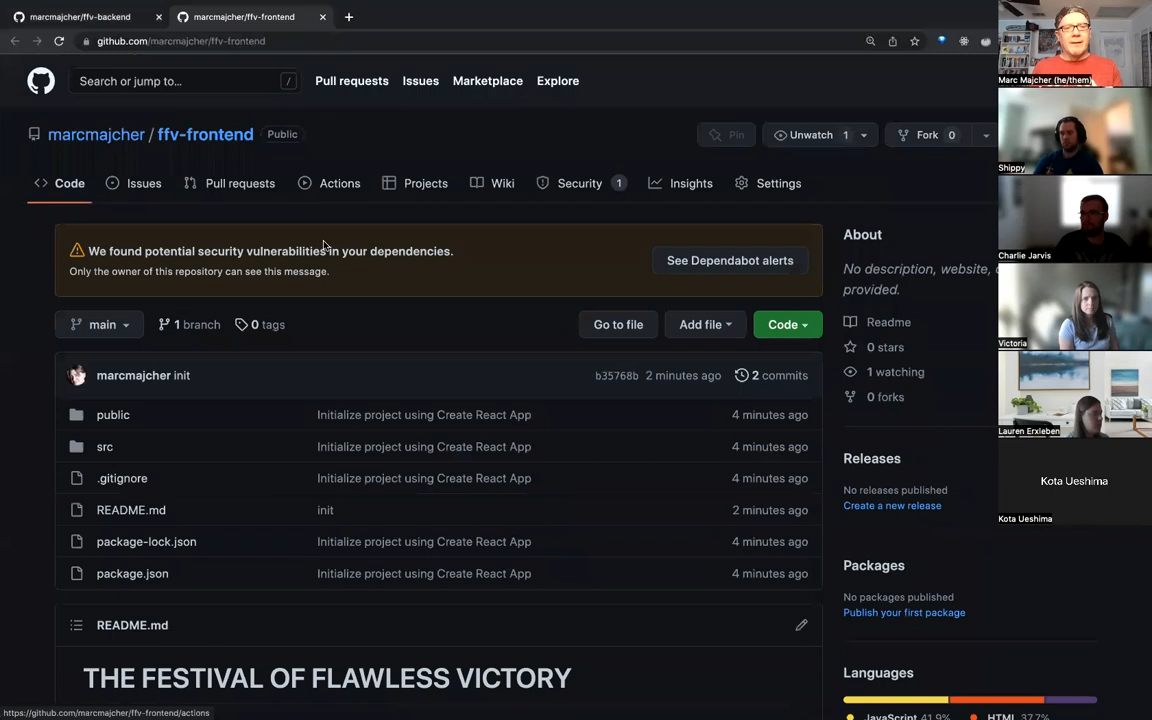 marcmajcher/ffv-backend
marcmajcher/ffv-frontend
github.com/marcmajcher/ffv-frontend
Search or jump to…
/
Pull requests
Issues
Marketplace
Explore
marcmajcher / ffv-frontend
Public
Pin
Unwatch 1
Fork 0
Code
Issues
Pull requests
Actions
Projects
Wiki
Security 1
Insights
Settings
We found potential security vulnerabilities in your dependencies.
Only the owner of this repository can see this message.
See Dependabot alerts
main
1 branch
0 tags
Go to file
Add file
Code
marcmajcher init
b35768b 2 minutes ago
2 commits
public Initialize project using Create React App 4 minutes ago
src Initialize project using Create React App 4 minutes ago
.gitignore Initialize project using Create React App 4 minutes ago
README.md init 2 minutes ago
package-lock.json Initialize project using Create React App 4 minutes ago
package.json Initialize project using Create React App 4 minutes ago
README.md
THE FESTIVAL OF FLAWLESS VICTORY
https://github.com/marcmajcher/ffv-frontend/actions
About
No description, website,
provided.
Readme
0 stars
1 watching
0 forks
Releases
No releases published
Create a new release
Packages
No packages published
Publish your first package
Languages
JavaScript 41.9%
HTML 37.7%
Marc Majcher (he/them)
Shippy
Charlie Jarvis
Victoria
Lauren Erxleben
Kota Ueshima
Kota Ueshima